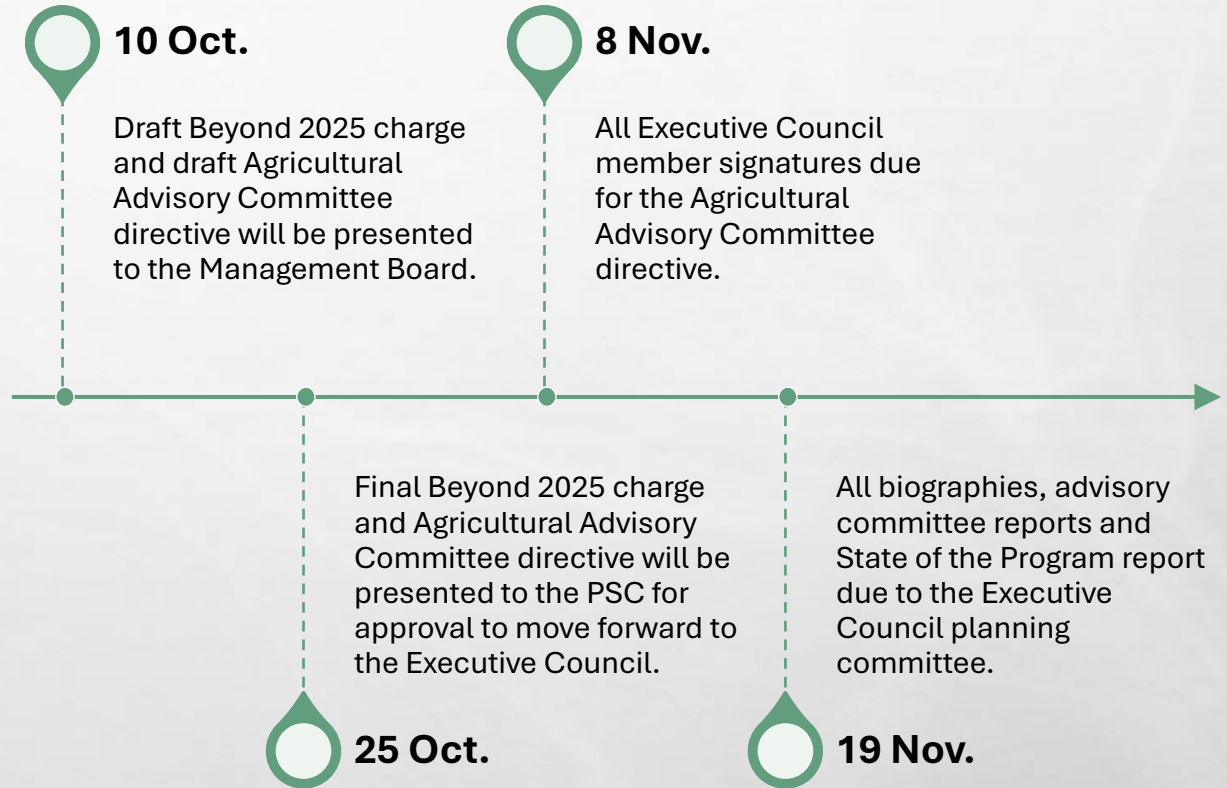 10 Oct.
Draft Beyond 2025 charge
and draft Agricultural
Advisory Committee
directive will be presented
to the Management Board.
25 Oct.
Final Beyond 2025 charge
and Agricultural Advisory
Committee directive will be
presented to the PSC for
approval to move forward to
the Executive Council.
8 Nov.
All Executive Council
member signatures due
for the Agricultural
Advisory Committee
directive.
19 Nov.
All biographies, advisory
committee reports and
State of the Program report
due to the Executive
Council planning
committee.